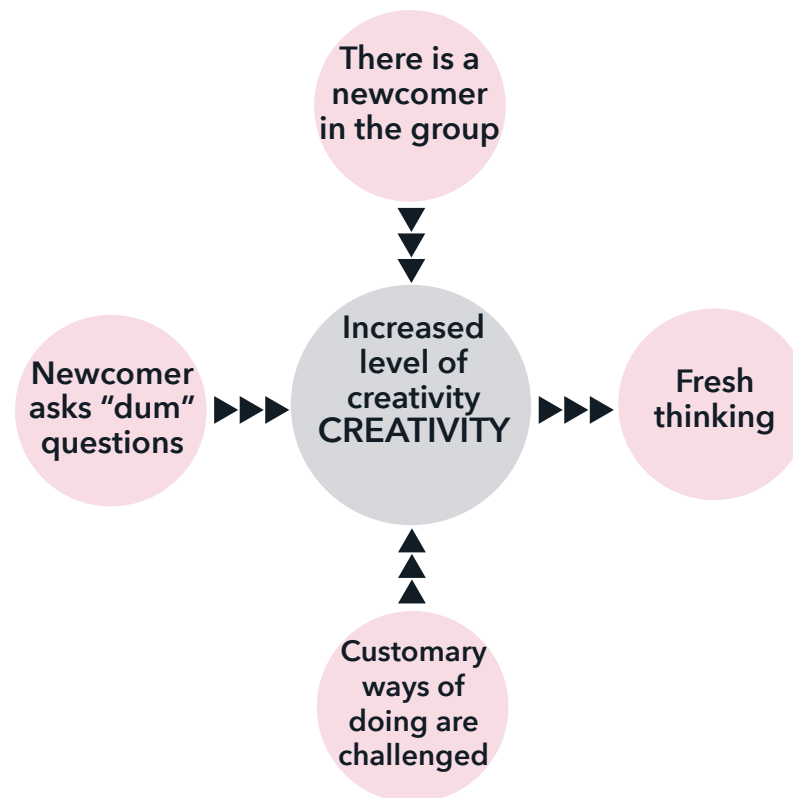 There is a
newcomer
in the group
Newcomer
asks “dum”
questions
Increased
level of
creativity
CREATIVITY
Fresh
thinking
Customary
ways of
doing are
challenged